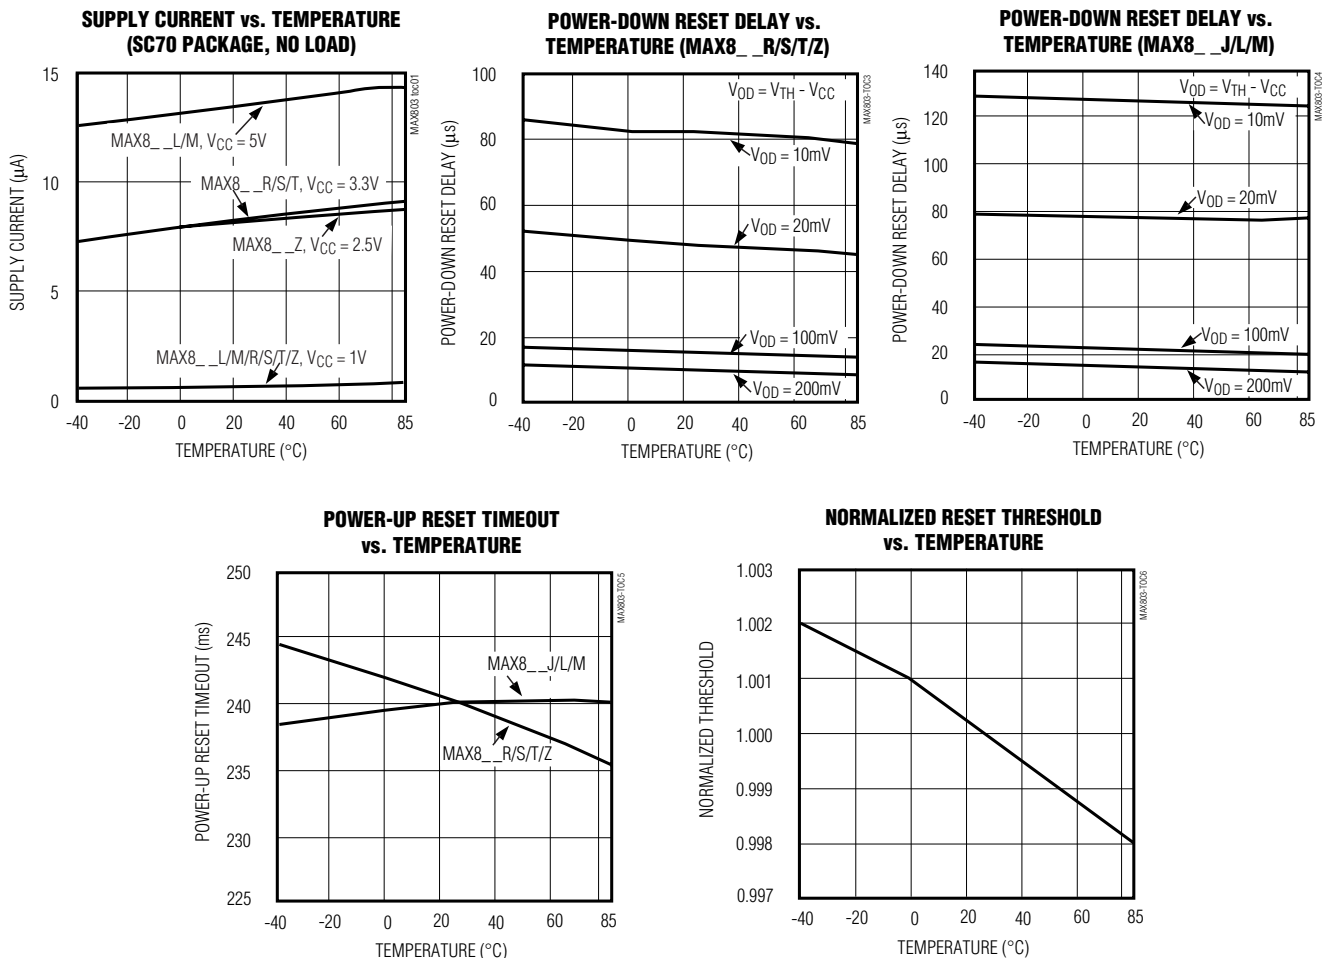 SUPPLY CURRENT vs. TEMPERATURE
(SC70 PACKAGE, NO LOAD)
15
10
5
0
SUPPLY CURRENT (µA)
MAX8_ _L/M, VCC = 5V
MAX8_ _R/S/T, VCC = 3.3V
MAX8_ _Z, VCC = 2.5V
MAX8_ _L/M/R/S/T/Z, VCC = 1V
-40 -20 0 20 40 60 85
TEMPERATURE (°C)
MAX803 toc01
POWER-DOWN RESET DELAY vs.
TEMPERATURE (MAX8_ _R/S/T/Z)
100
80
60
40
20
0
POWER-DOWN RESET DELAY (µs)
VOD = VTH - VCC
VOD = 10mV
VOD = 20mV
VOD = 100mV
VOD = 200mV
-40 -20 0 20 40 60 85
TEMPERATURE (°C)
MAX803-TOC3
POWER-DOWN RESET DELAY vs.
TEMPERATURE (MAX8_ _J/L/M)
140
120
100
80
60
40
20
0
POWER-DOWN RESET DELAY (µs)
VOD = VTH - VCC
VOD = 10mV
VOD = 20mV
VOD = 100mV
VOD = 200mV
-40 -20 0 20 40 60 85
TEMPERATURE (°C)
MAX803-TOC4
POWER-UP RESET TIMEOUT
vs. TEMPERATURE
250
245
240
235
230
225
POWER-UP RESET TIMEOUT (ms)
MAX8_ _J/L/M
MAX8_ _R/S/T/Z
-40 -20 0 20 40 60 85
TEMPERATURE (°C)
MAX803-TOC5
NORMALIZED RESET THRESHOLD
vs. TEMPERATURE
1.003
1.002
1.001
1.000
0.999
0.998
0.997
NORMALIZED THRESHOLD
-40 -20 0 20 40 60 85
TEMPERATURE (°C)
MAX803-TOC6